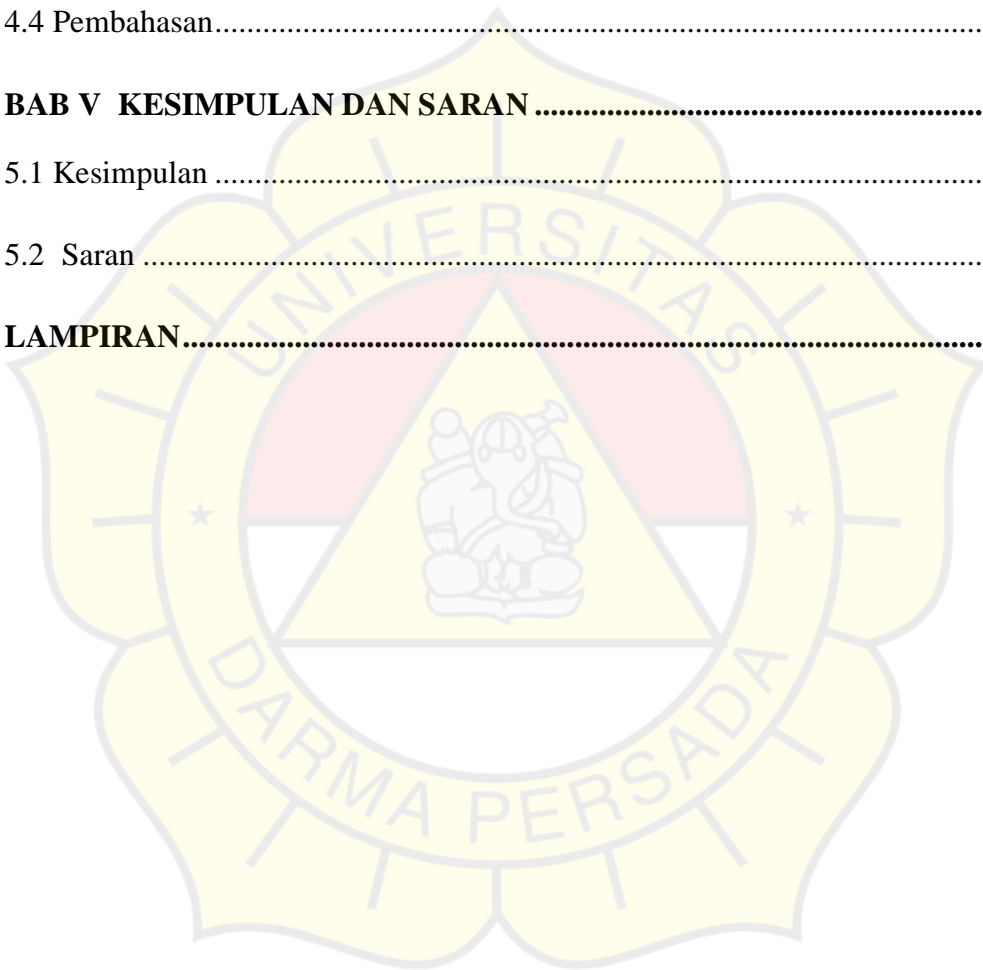 4.4 Pembahasan................................................................................................
BAB V  KESIMPULAN DAN SARAN........................................................
5.1 Kesimpulan ................................................................................................
5.2  Saran .........................................................................................................
LAMPIRAN....................................................................................................
UNIVERSITAS
DARMA PERSADA